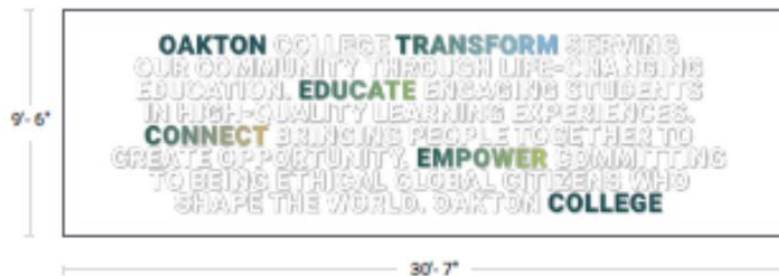 OAKTON COLLEGE TRANSFORM SERVING
OUR COMMUNITY THROUGH LIFE-CHANGING
EDUCATION. EDUCATE ENGAGING STUDENTS
IN HIGH-QUALITY LEARNING EXPERIENCES.
CONNECT BRINGING PEOPLE TOGETHER TO
CREATE OPPORTUNITY. EMPOWER COMMITTING
TO BEING ETHICAL GLOBAL CITIZENS WHO
SHAPE THE WORLD. OAKTON COLLEGE
9'- 6"
30'- 7"